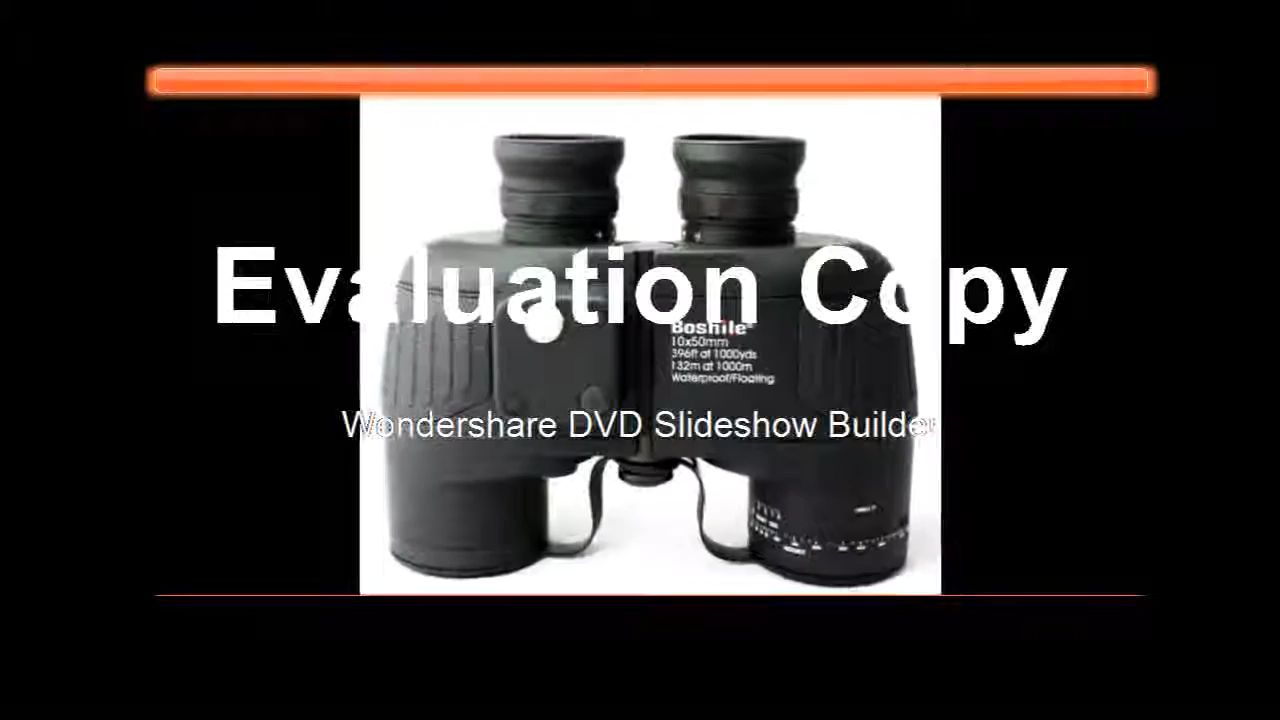 Evaluation Copy
Boshile®
10x50mm
396ft at 1000yds
132m at 1000m
Waterproof/Floating
Wondershare DVD Slideshow Builder